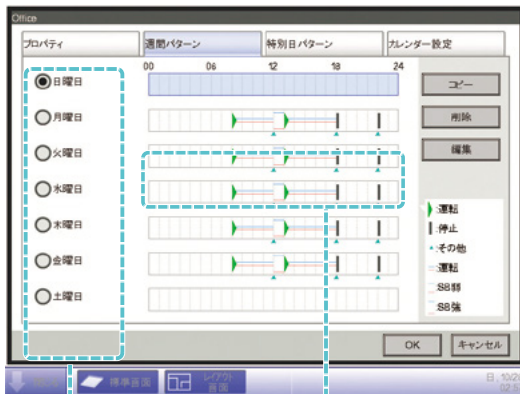 Office
プロパティ
週間パターン
特別日パターン
カレンダー設定
00 06 12 18 24
日曜日
月曜日
火曜日
水曜日
木曜日
金曜日
土曜日
コピー
削除
編集
:運転
:停止
:その他
:運転
:SB弱
:SB強
OK
キャンセル
標準画面
レイアウト
画面